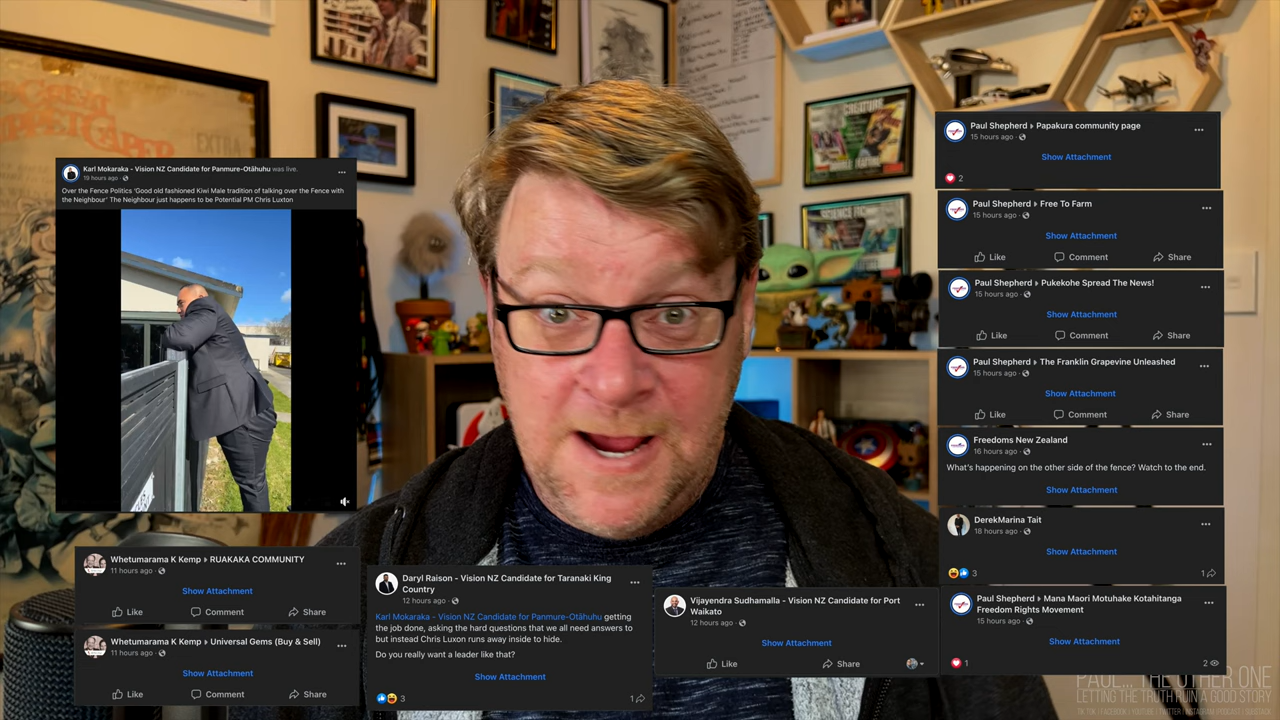 Karl Mokaraka - Vision NZ Candidate for Panmure-Otāhuhu was live.
19 hours ago ·
Over the Fence Politics 'Good old fashioned Kiwi Male tradition of talking over the Fence with
the Neighbour' The Neighbour just happens to be Potential PM Chris Luxton
EXTRA
CREATURE
SCIENCE FICTION
Paul Shepherd ▸ Papakura community page
15 hours ago ·
Show Attachment
2
Paul Shepherd ▸ Free To Farm
15 hours ago ·
Show Attachment
Like Comment Share
Paul Shepherd ▸ Pukekohe Spread The News!
15 hours ago ·
Show Attachment
Like Comment Share
Paul Shepherd ▸ The Franklin Grapevine Unleashed
15 hours ago ·
Show Attachment
Like Comment Share
Freedoms New Zealand
16 hours ago ·
What's happening on the other side of the fence? Watch to the end.
Show Attachment
DerekMarina Tait
18 hours ago ·
Show Attachment
3 1
Whetumarama K Kemp ▸ RUAKAKA COMMUNITY
11 hours ago ·
Show Attachment
Like Comment Share
Whetumarama K Kemp ▸ Universal Gems (Buy & Sell)
11 hours ago ·
Show Attachment
Like Comment Share
Daryl Raison - Vision NZ Candidate for Taranaki King
Country
12 hours ago ·
Karl Mokaraka - Vision NZ Candidate for Panmure-Otāhuhu getting
the job done, asking the hard questions that we all need answers to
but instead Chris Luxon runs away inside to hide.
Do you really want a leader like that?
Show Attachment
3 1
Vijayendra Sudhamalla - Vision NZ Candidate for Port
Waikato
12 hours ago ·
Show Attachment
Like Share
Paul Shepherd ▸ Mana Maori Motuhake Kotahitanga
Freedom Rights Movement
15 hours ago ·
Show Attachment
1 2
PAUL... THE OTHER ONE
LETTING THE TRUTH RUIN A GOOD STORY